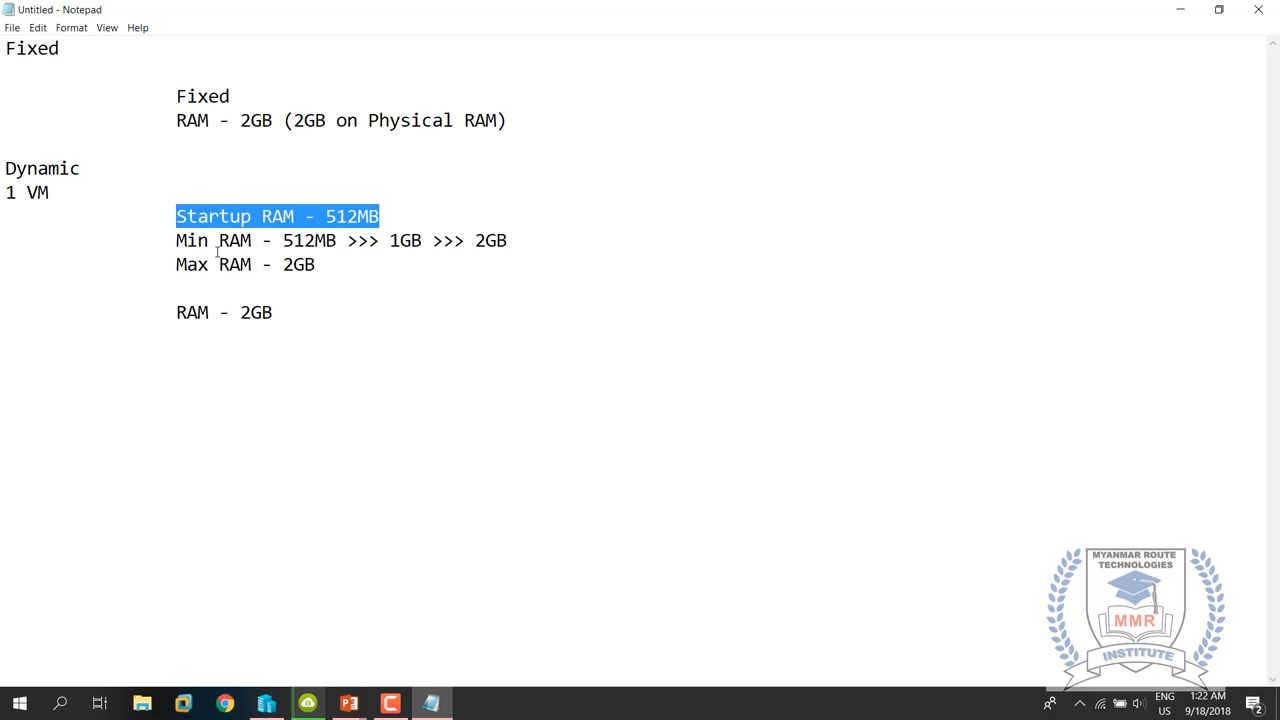 Untitled - Notepad
File Edit Format View Help
Fixed
Fixed
RAM - 2GB (2GB on Physical RAM)
Dynamic
1 VM
Startup RAM - 512MB
Min RAM - 512MB >>> 1GB >>> 2GB
Max RAM - 2GB
RAM - 2GB
MYANMAR ROUTE
TECHNOLOGIES
MMR
INSTITUTE
ENG
US
1:22 AM
9/18/2018
2